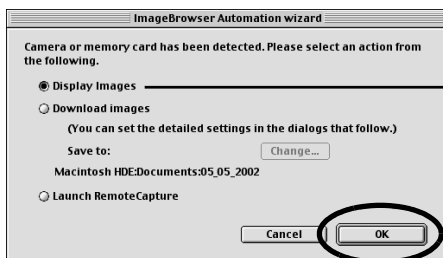 ImageBrowser Automation wizard
Camera or memory card has been detected. Please select an action from
the following.
Display Images
Download images
(You can set the detailed settings in the dialogs that follow.)
Save to:
Change...
Macintosh HDE:Documents:05_05_2002
Launch RemoteCapture
Cancel
OK